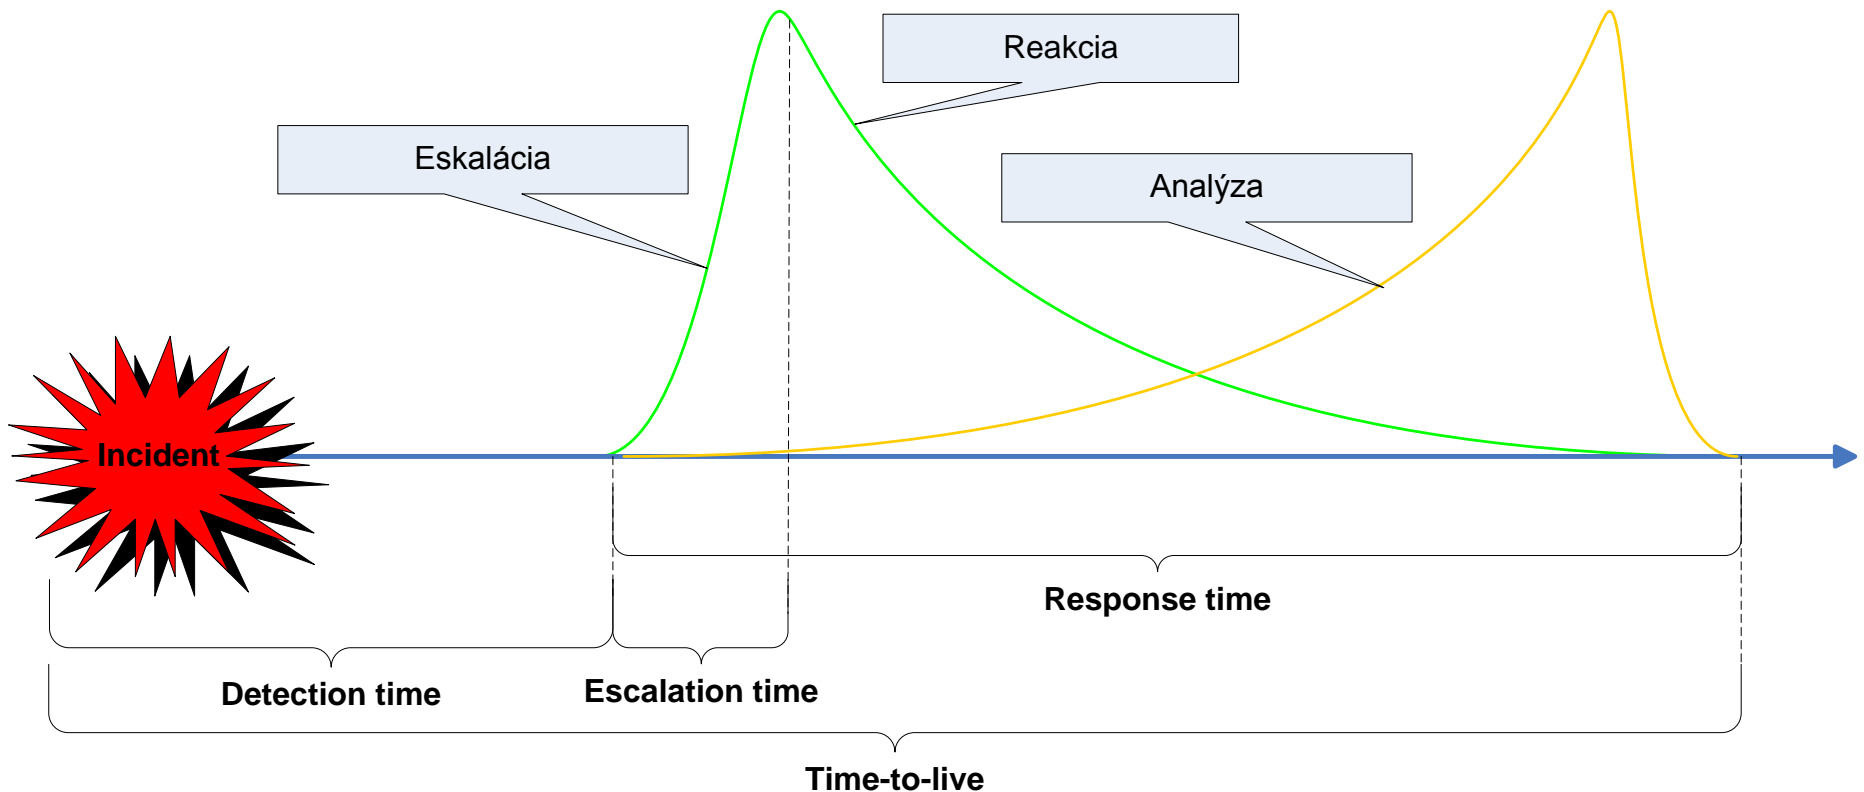 Reakcia
Eskalácia
Analýza
Incident
Response time
Detection time
Escalation time
Time-to-live